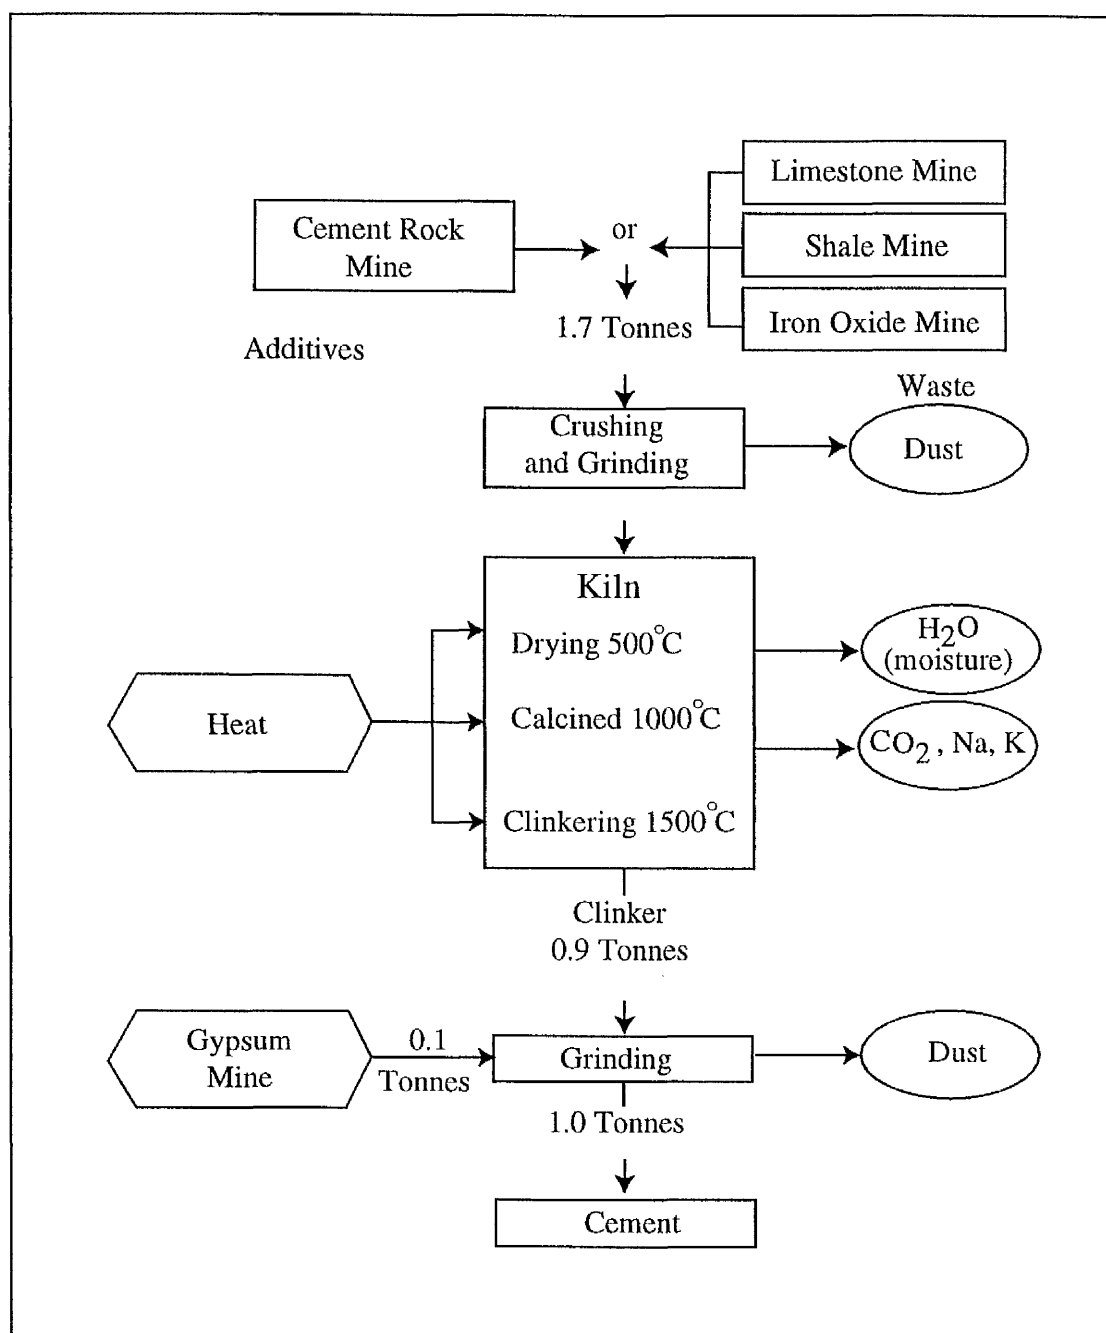 Limestone Mine
Cement Rock
Mine
or
Shale Mine
1.7 Tonnes
Iron Oxide Mine
Additives
Waste
Crushing
and Grinding
Dust
Kiln
Drying 500°C
H2O
(moisture)
Heat
Calcined 1000°C
CO2 , Na, K
Clinkering 1500°C
Clinker
0.9 Tonnes
Gypsum
Mine
0.1
Tonnes
Grinding
Dust
1.0 Tonnes
Cement